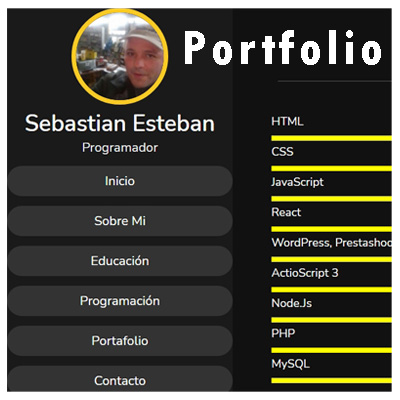 Portfolio
Sebastian Esteban
Programador
Inicio
Sobre Mi
Educación
Programación
Portafolio
Contacto
HTML
CSS
JavaScript
React
WordPress, Prestashoo
ActioScript 3
Node.Js
PHP
MySQL